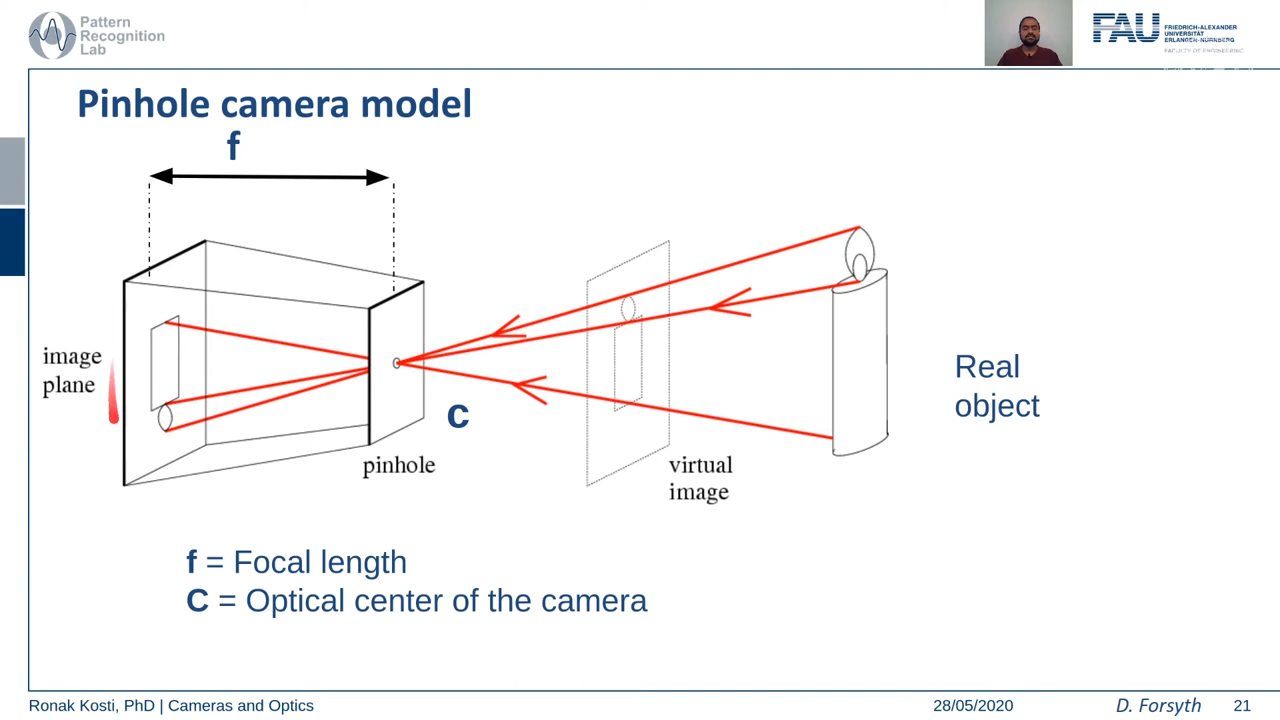 Pattern
Recognition
Lab
FAU
FRIEDRICH-ALEXANDER
UNIVERSITÄT
ERLANGEN-NÜRNBERG
FACULTY OF ENGINEERING
Pinhole camera model
f
image
plane
C
pinhole
virtual
image
Real
object
f = Focal length
C = Optical center of the camera
Ronak Kosti, PhD | Cameras and Optics
28/05/2020
D. Forsyth
21